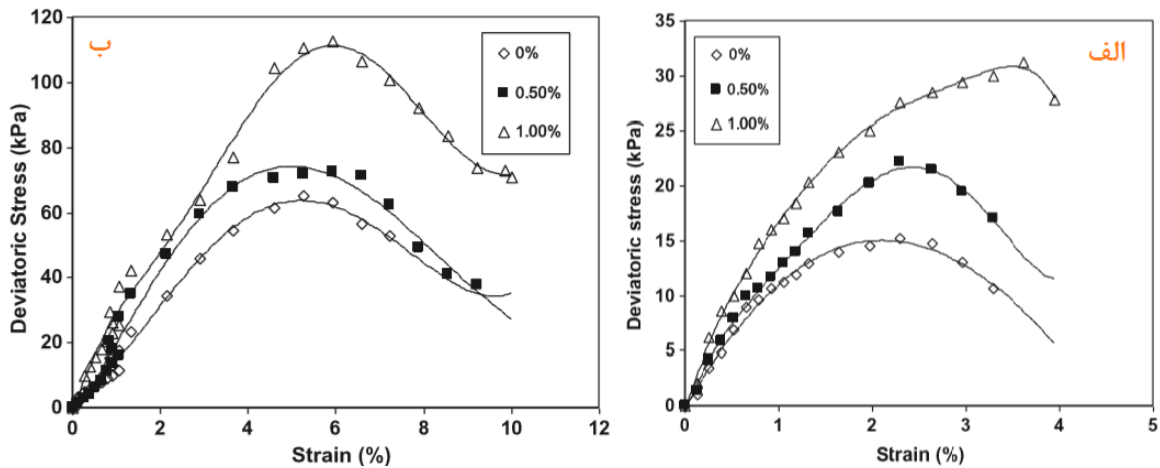 ب
120
100
80
60
40
20
0
Deviatoric Stress (kPa)
0%
0.50%
1.00%
0 2 4 6 8 10 12
Strain (%)
الف
35
30
25
20
15
10
5
0
Deviatoric stress (kPa)
0%
0.50%
1.00%
0 1 2 3 4 5
Strain (%)